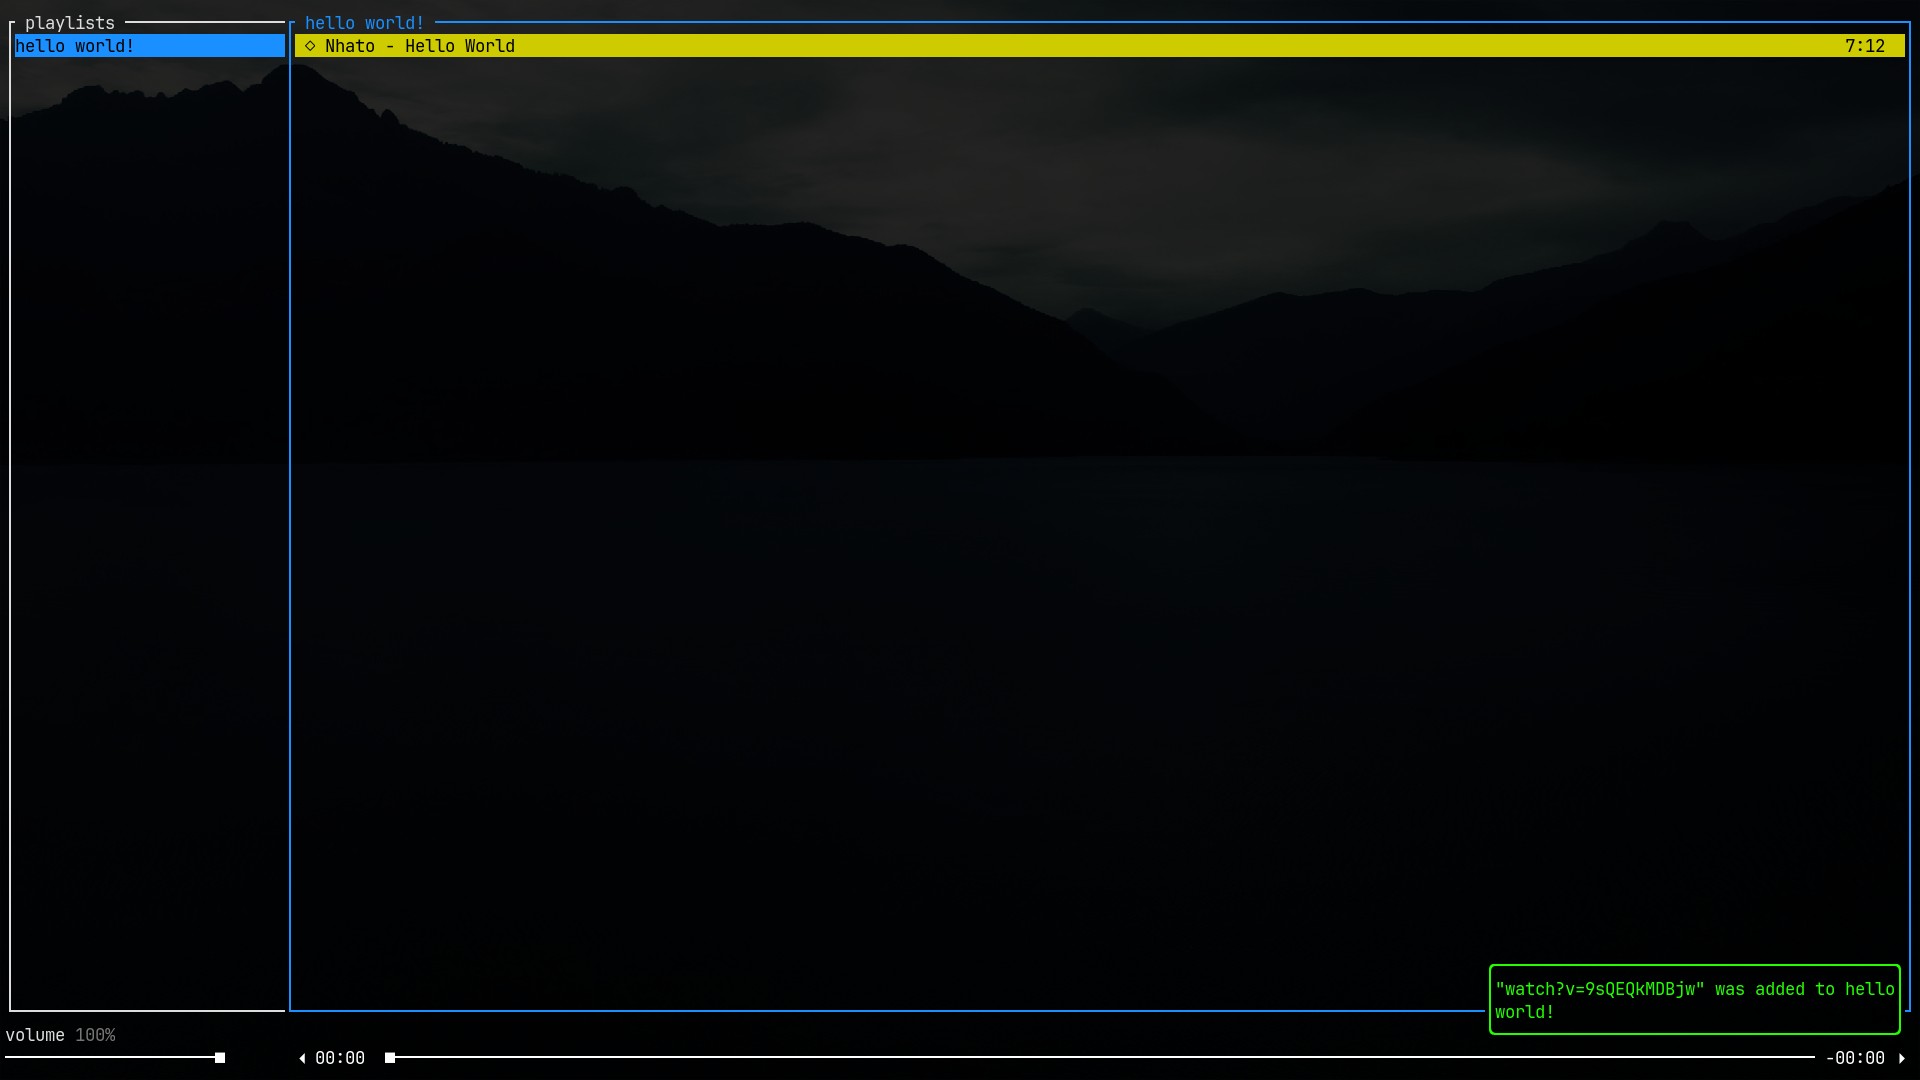 playlists
hello world!
hello world!
◇ Nhato - Hello World 7:12
"watch?v=9sQEQkMDBjw" was added to hello
world!
volume 100%
00:00 -00:00